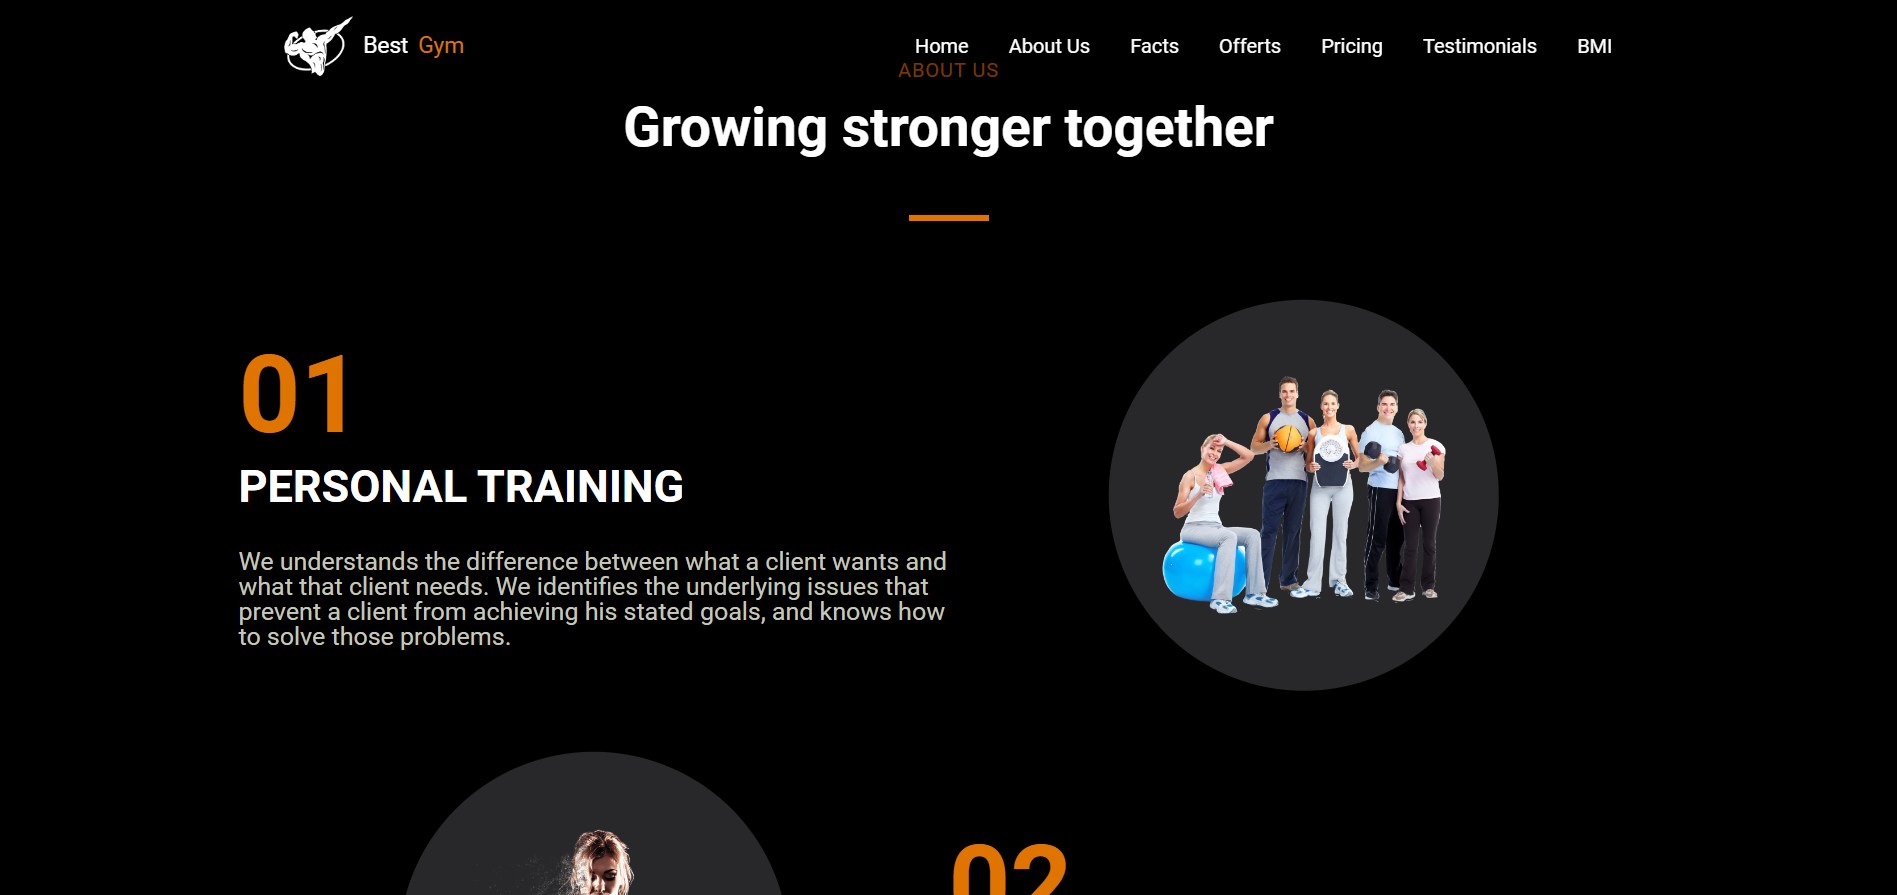 Best Gym
Home About Us Facts Offerts Pricing Testimonials BMI
ABOUT US
Growing stronger together
01
PERSONAL TRAINING
We understands the difference between what a client wants and
what that client needs. We identifies the underlying issues that
prevent a client from achieving his stated goals, and knows how
to solve those problems.
02